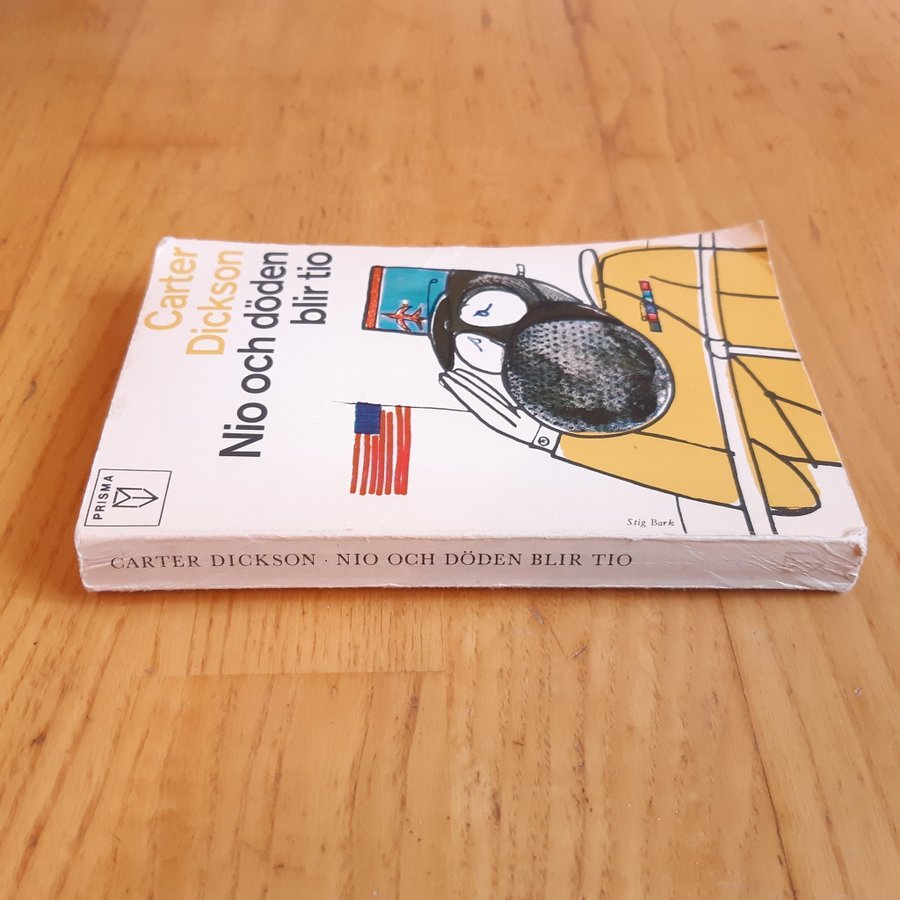 Carter
Dickson
Nio och döden
blir tio
PRISMA
Stig Bark
CARTER DICKSON · NIO OCH DÖDEN BLIR TIO